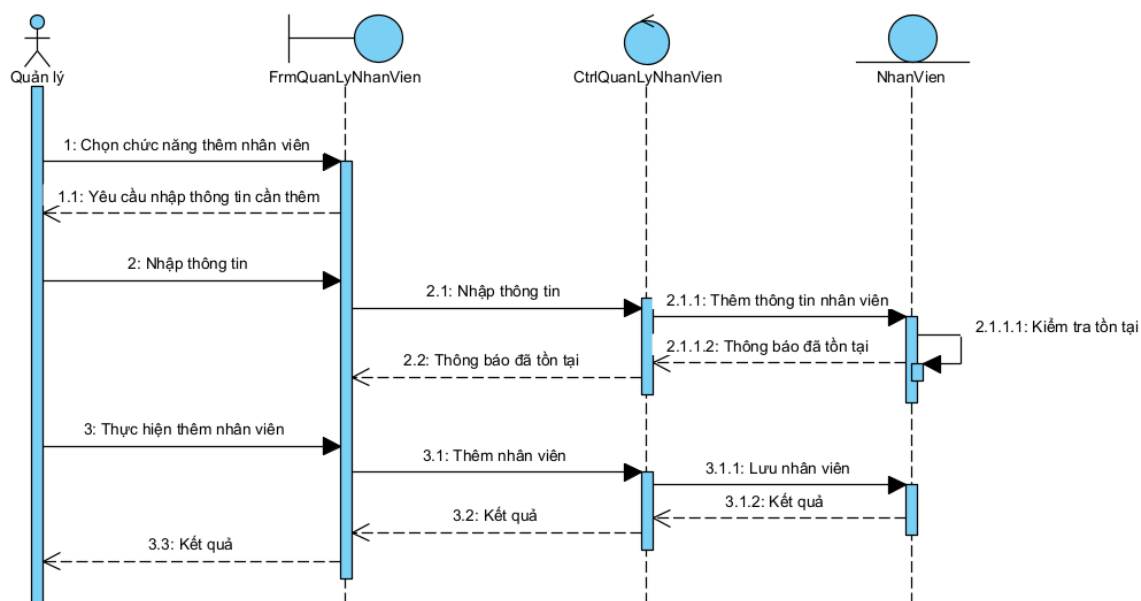 Quản lý
FrmQuanLyNhanVien
CtrlQuanLyNhanVien
NhanVien
1: Chọn chức năng thêm nhân viên
1.1: Yêu cầu nhập thông tin cần thêm
2: Nhập thông tin
2.1: Nhập thông tin
2.1.1: Thêm thông tin nhân viên
2.1.1.1: Kiểm tra tồn tại
2.1.1.2: Thông báo đã tồn tại
2.2: Thông báo đã tồn tại
3: Thực hiện thêm nhân viên
3.1: Thêm nhân viên
3.1.1: Lưu nhân viên
3.1.2: Kết quả
3.2: Kết quả
3.3: Kết quả